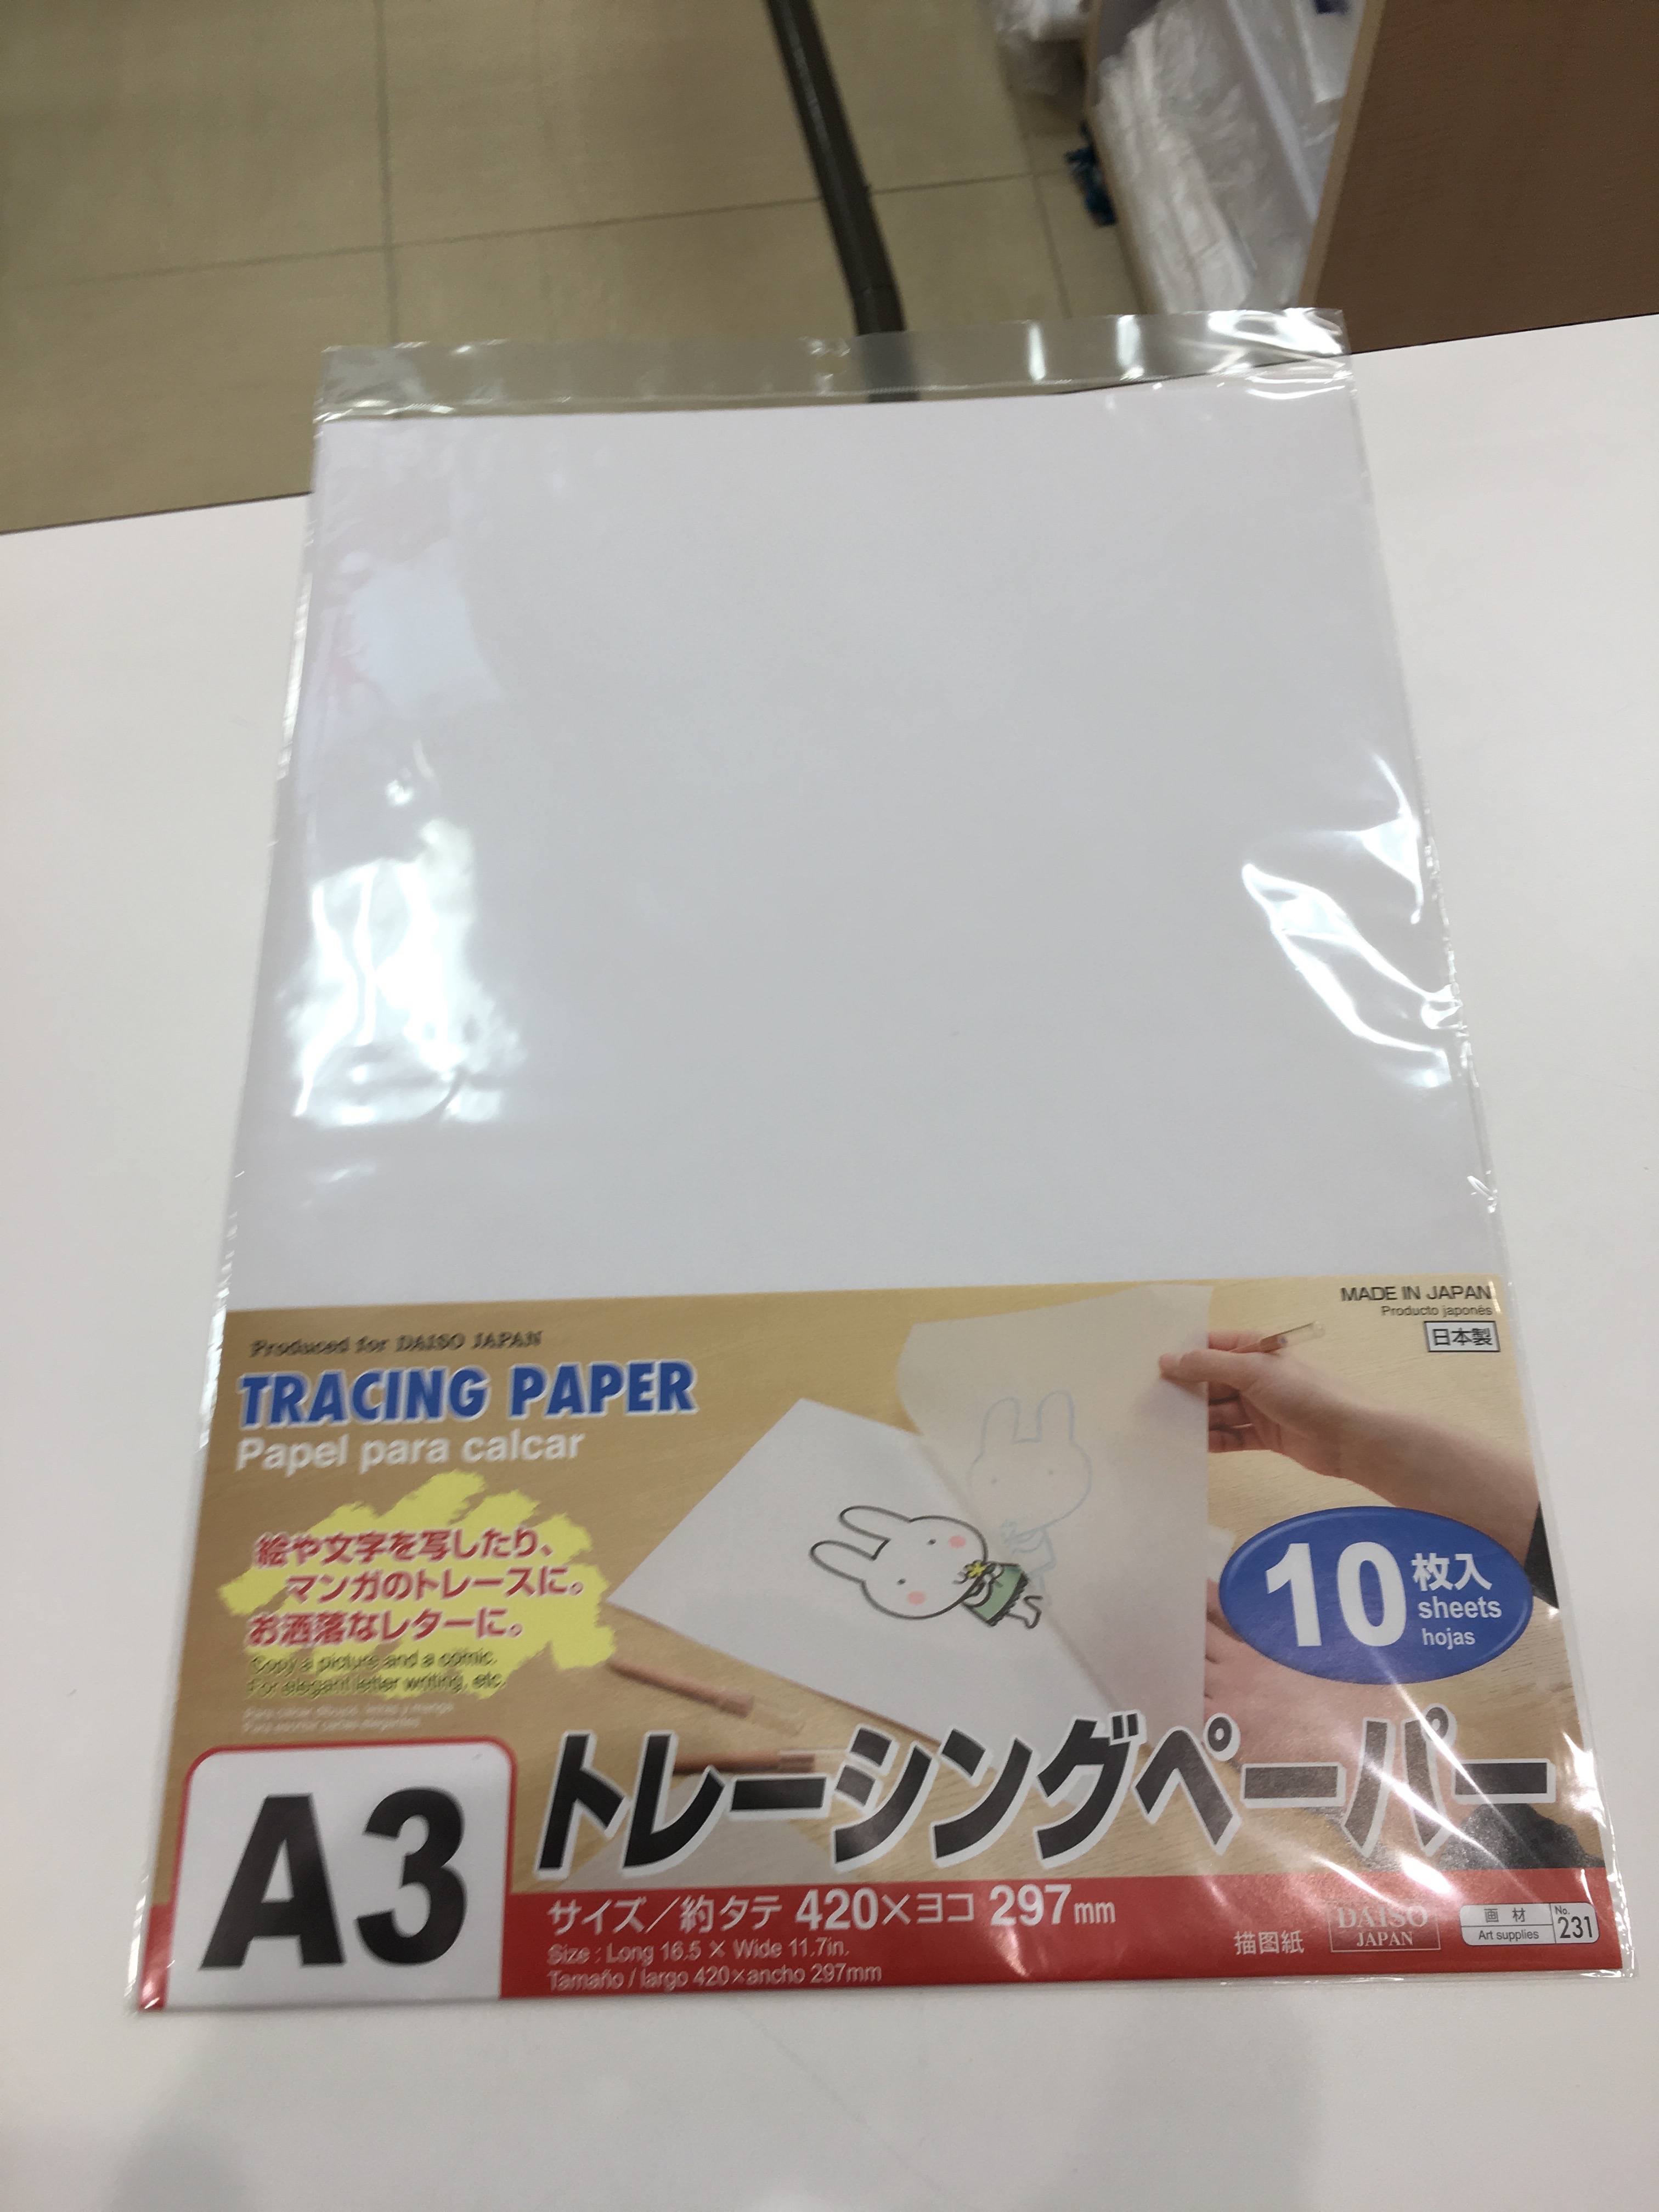 MADE IN JAPAN
Producto japonés
日本製
Produced for DAISO JAPAN
TRACING PAPER
Papel para calcar
絵や文字を写したり、
マンガのトレースに。
お洒落なレターに。
Copy a picture and a comic.
For elegant letter writing, etc.
10枚入
sheets
hojas
トレーシングペーパー
A3
サイズ／約タテ 420×ヨコ 297mm
Size : Long 16.5 × Wide 11.7in.
Tamaño / largo 420×ancho 297mm
描图紙
DAISO
JAPAN
画材
Art supplies
No.
231